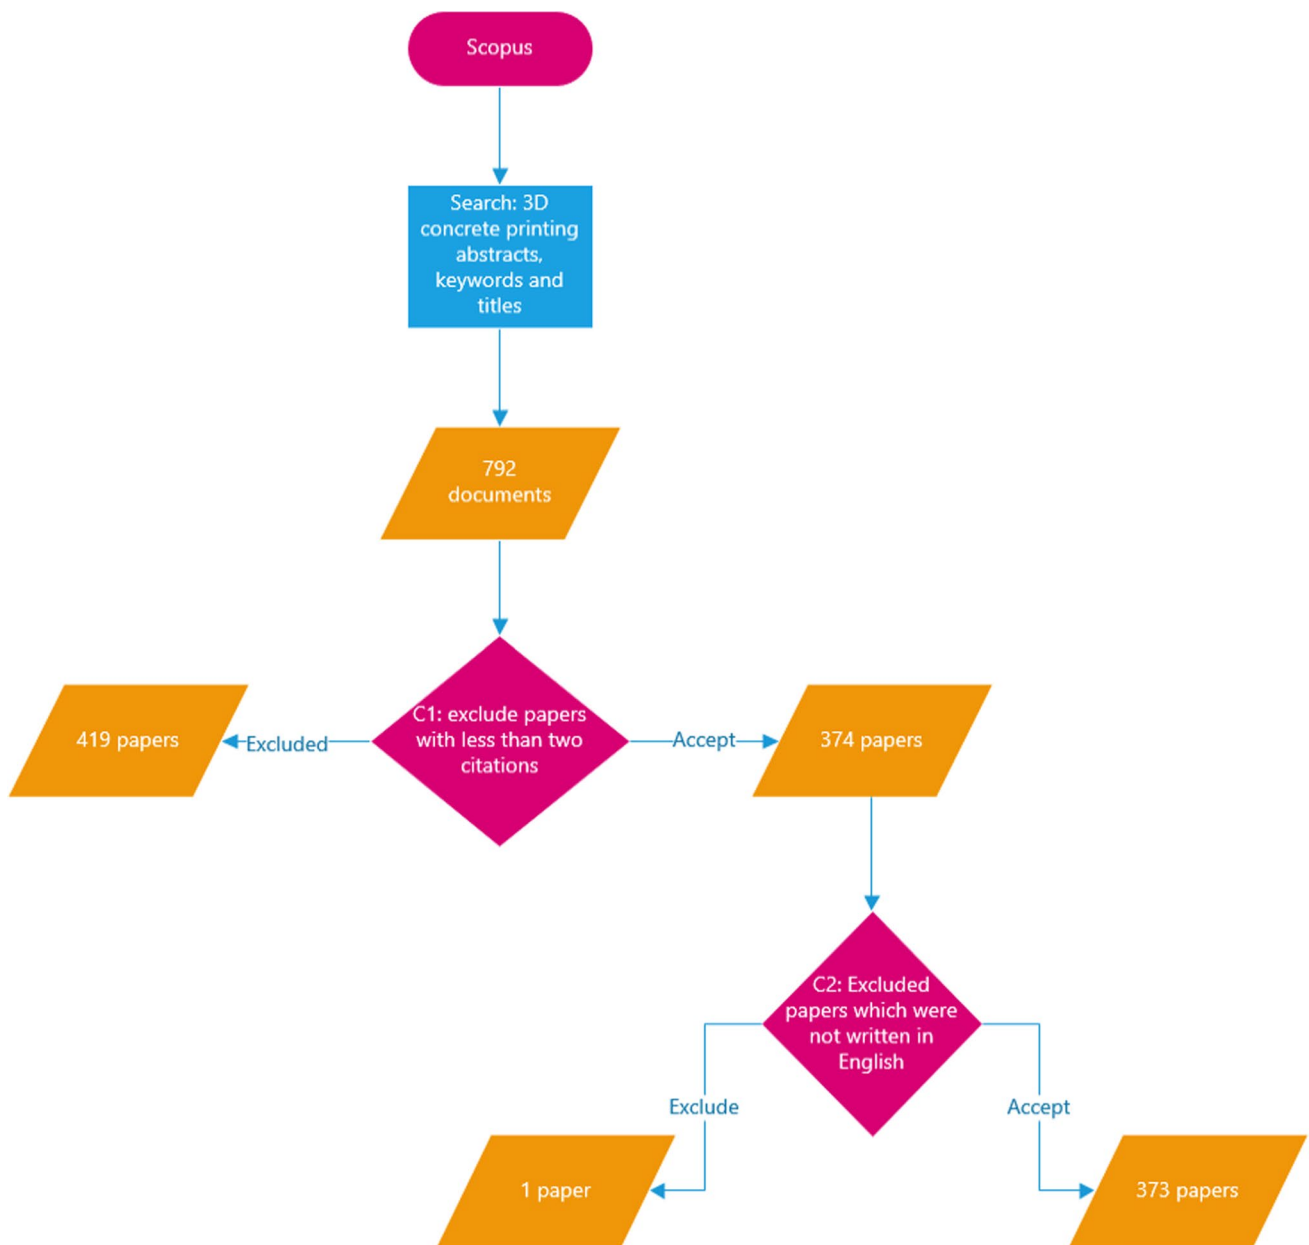 Scopus
Search: 3D
concrete printing
abstracts,
keywords and
titles
792
documents
419 papers
Excluded
C1: exclude papers
with less than two
citations
Accept
374 papers
C2: Excluded
papers which were
not written in
English
Exclude
Accept
1 paper
373 papers